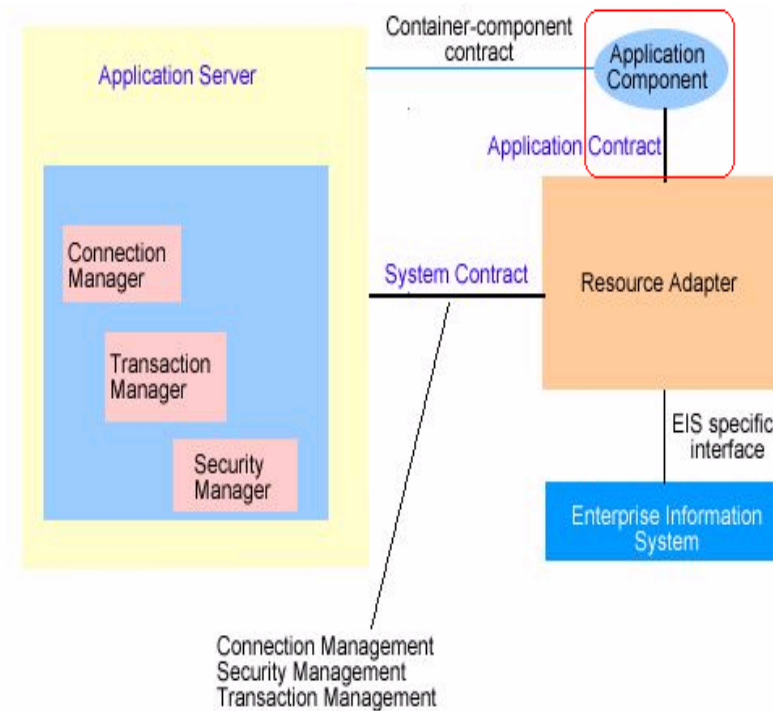 Container-component
contract
Application
Component
Application Server
Application Contract
Connection
Manager
System Contract
Resource Adapter
Transaction
Manager
EIS specific
interface
Security
Manager
Enterprise Information
System
Connection Management
Security Management
Transaction Management